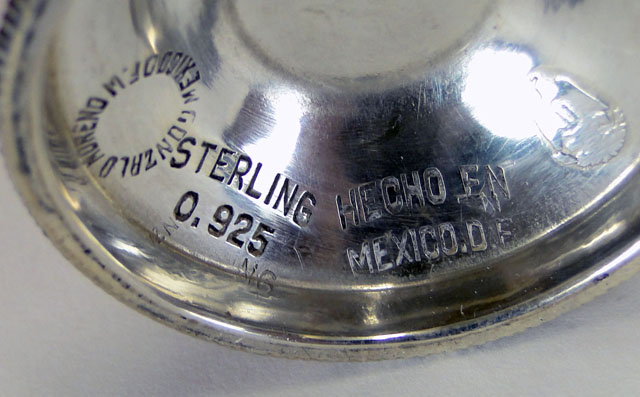 GONZALO MORENO
MEXICO D.F.
STERLING
0.925
HECHO EN
MEXICO, D F